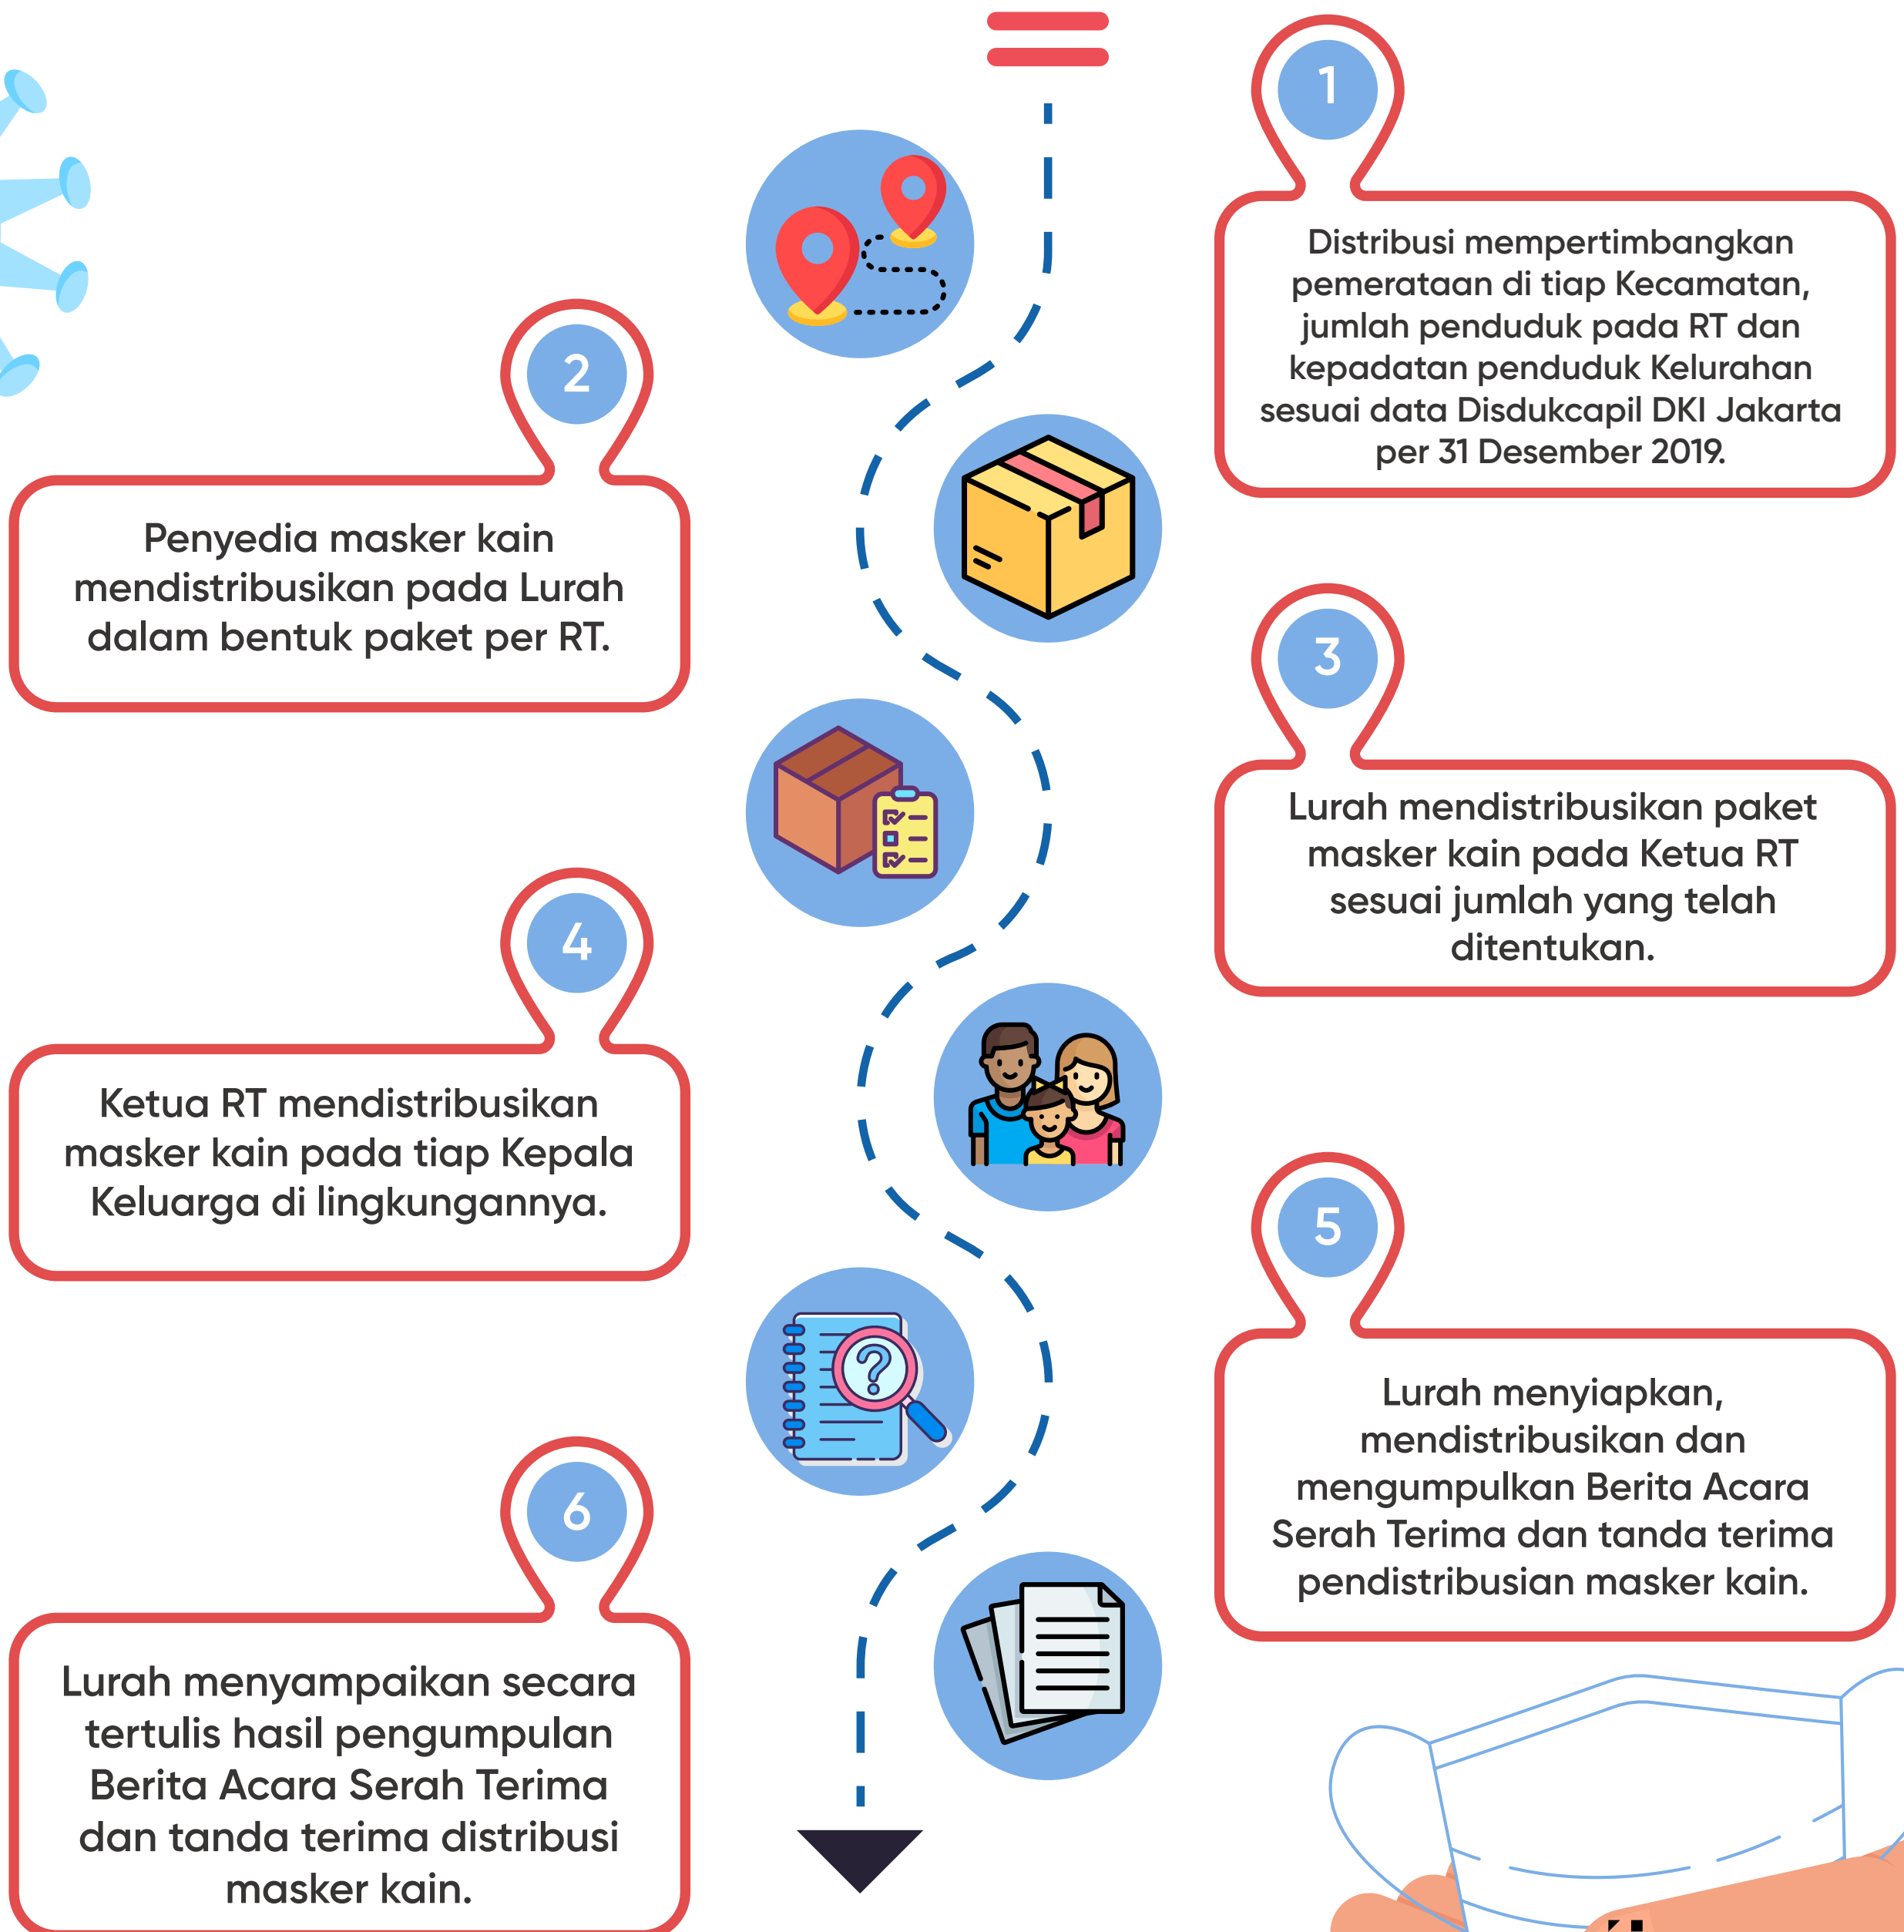 1
Distribusi mempertimbangkan
pemerataan di tiap Kecamatan,
jumlah penduduk pada RT dan
kepadatan penduduk Kelurahan
sesuai data Disdukcapil DKI Jakarta
per 31 Desember 2019.
2
Penyedia masker kain
mendistribusikan pada Lurah
dalam bentuk paket per RT.
3
Lurah mendistribusikan paket
masker kain pada Ketua RT
sesuai jumlah yang telah
ditentukan.
4
Ketua RT mendistribusikan
masker kain pada tiap Kepala
Keluarga di lingkungannya.
5
Lurah menyiapkan,
mendistribusikan dan
mengumpulkan Berita Acara
Serah Terima dan tanda terima
pendistribusian masker kain.
6
Lurah menyampaikan secara
tertulis hasil pengumpulan
Berita Acara Serah Terima
dan tanda terima distribusi
masker kain.
?